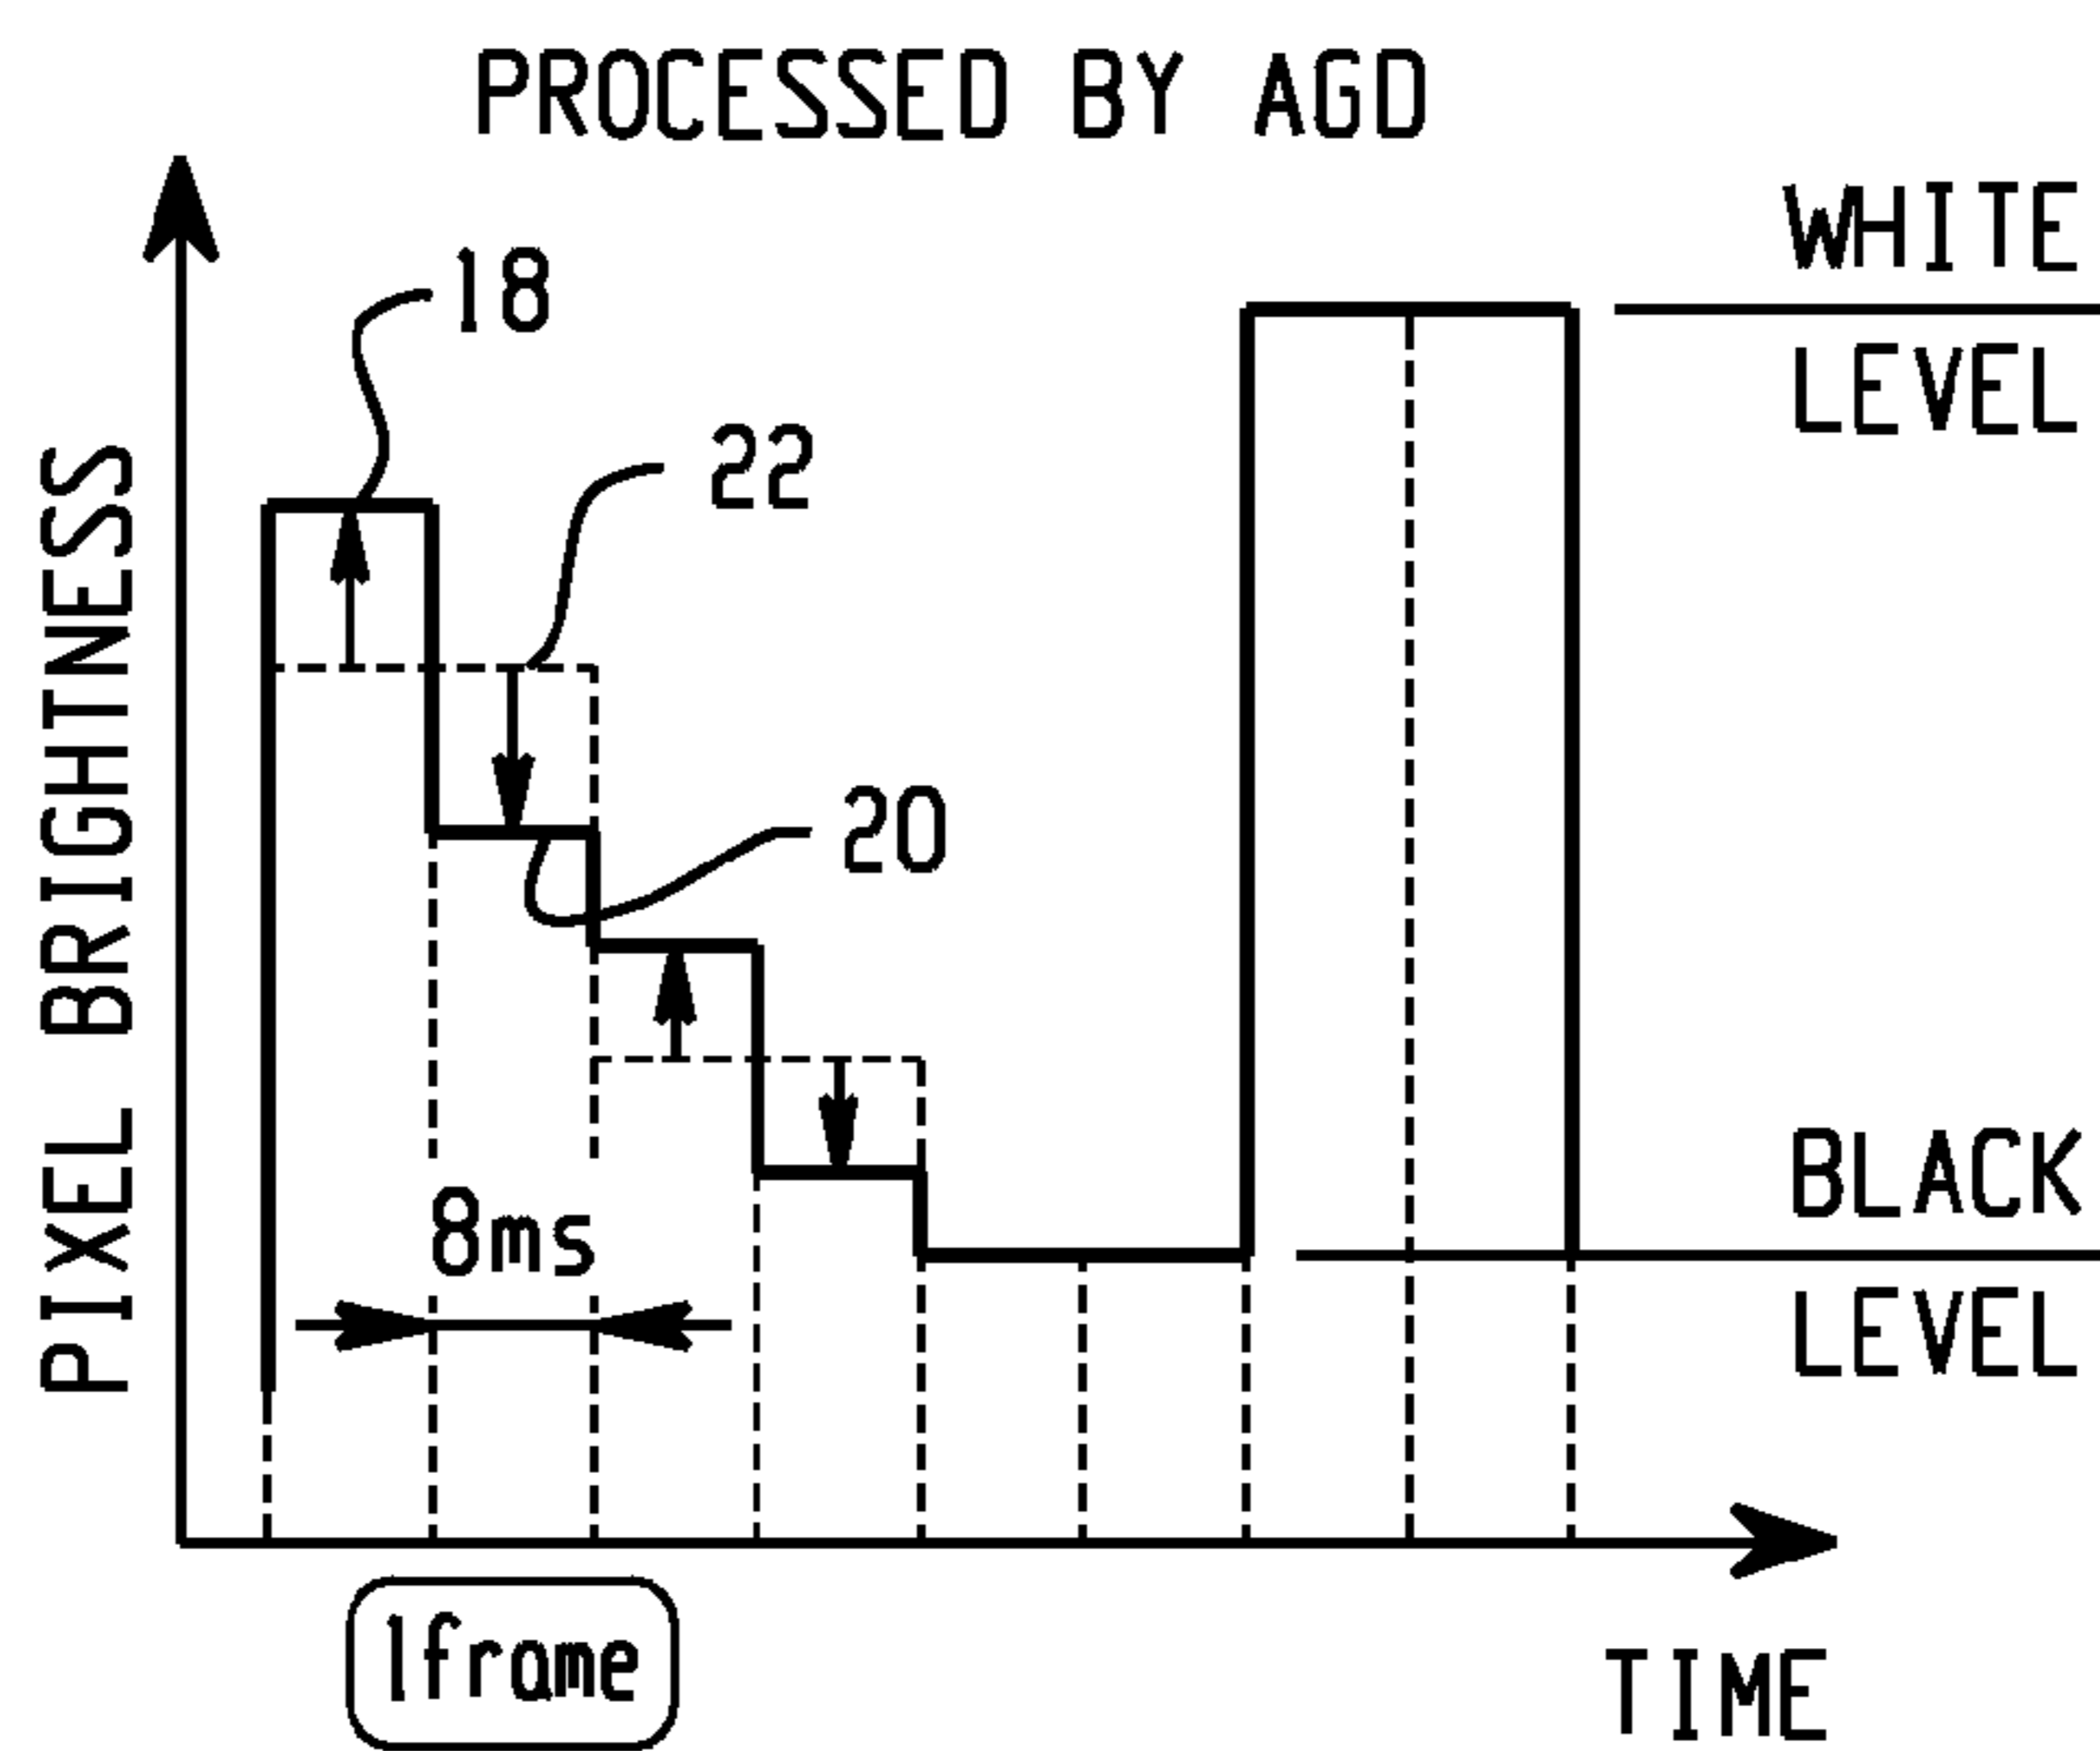 PROCESSED BY AGD
WHITE
LEVEL
18
22
20
PIXEL BRIGHTNESS
BLACK
LEVEL
8ms
1frame
TIME